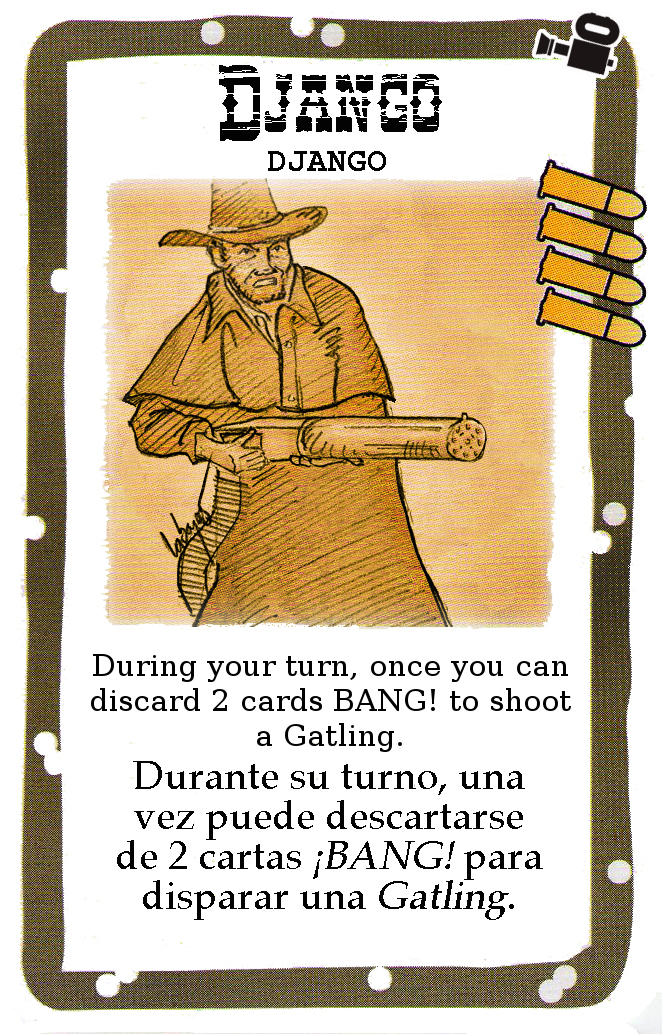 DJANGO
DJANGO
During your turn, once you can
discard 2 cards BANG! to shoot
a Gatling.
Durante su turno, una
vez puede descartarse
de 2 cartas ¡BANG! para
disparar una Gatling.